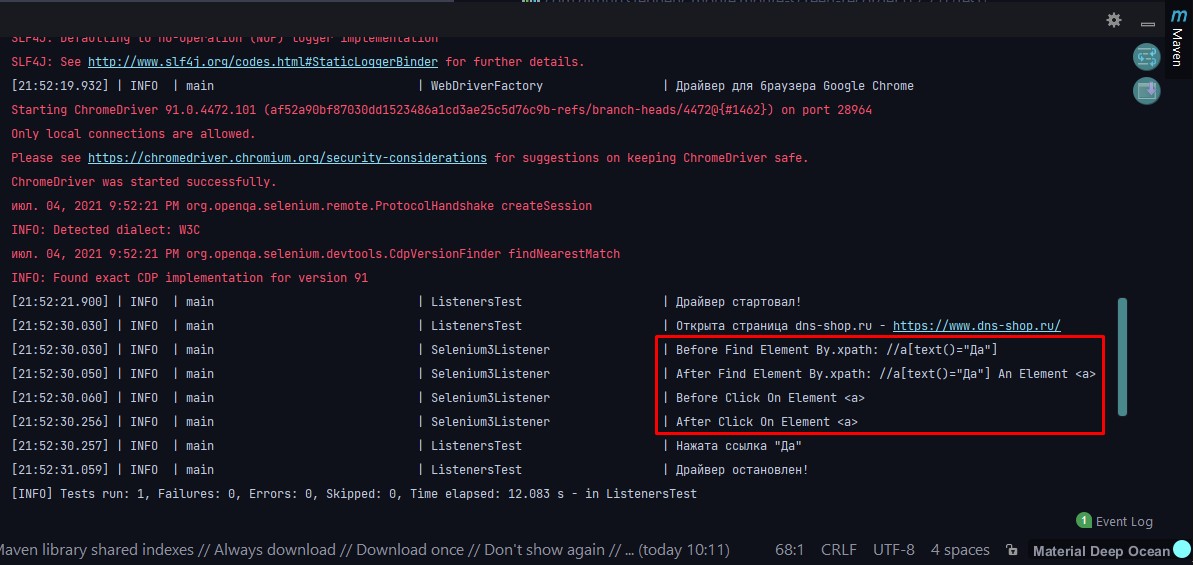 SLF4J: Defaulting to no-operation (NOP) logger implementation
SLF4J: See http://www.slf4j.org/codes.html#StaticLoggerBinder for further details.
[21:52:19.932] | INFO | main | WebDriverFactory | Драйвер для браузера Google Chrome
Starting ChromeDriver 91.0.4472.101 (af52a90bf87030dd1523486a1cd3ae25c5d76c9b-refs/branch-heads/4472@{#1462}) on port 28964
Only local connections are allowed.
Please see https://chromedriver.chromium.org/security-considerations for suggestions on keeping ChromeDriver safe.
ChromeDriver was started successfully.
июл. 04, 2021 9:52:21 PM org.openqa.selenium.remote.ProtocolHandshake createSession
INFO: Detected dialect: W3C
июл. 04, 2021 9:52:21 PM org.openqa.selenium.devtools.CdpVersionFinder findNearestMatch
INFO: Found exact CDP implementation for version 91
[21:52:21.900] | INFO | main | ListenersTest | Драйвер стартовал!
[21:52:30.030] | INFO | main | ListenersTest | Открыта страница dns-shop.ru - https://www.dns-shop.ru/
[21:52:30.030] | INFO | main | Selenium3Listener | Before Find Element By.xpath: //a[text()="Да"]
[21:52:30.050] | INFO | main | Selenium3Listener | After Find Element By.xpath: //a[text()="Да"] An Element <a>
[21:52:30.060] | INFO | main | Selenium3Listener | Before Click On Element <a>
[21:52:30.256] | INFO | main | Selenium3Listener | After Click On Element <a>
[21:52:30.257] | INFO | main | ListenersTest | Нажата ссылка "Да"
[21:52:31.059] | INFO | main | ListenersTest | Драйвер остановлен!
[INFO] Tests run: 1, Failures: 0, Errors: 0, Skipped: 0, Time elapsed: 12.083 s - in ListenersTest
m Maven
1 Event Log
Maven library shared indexes // Always download // Download once // Don't show again // ... (today 10:11) 68:1 CRLF UTF-8 4 spaces Material Deep Ocean